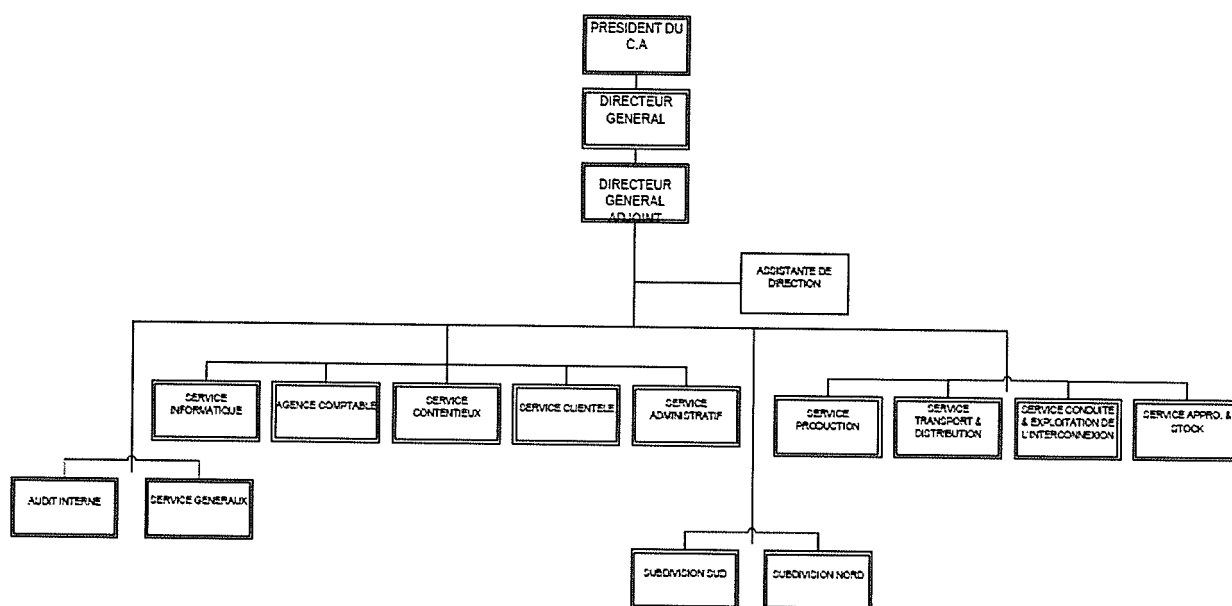 PRESIDENT DU
C.A
DIRECTEUR
GENERAL
DIRECTEUR
GENERAL
ADJOINT
ASSISTANTE DE
DIRECTION
SERVICE
INFORMATIQUE
AGENCE COMPTABLE
SERVICE
CONTENTIEUX
SERVICE CLIENTELE
SERVICE
ADMINISTRATIF
SERVICE
PRODUCTION
SERVICE
TRANSPORT &
DISTRIBUTION
SERVICE CONDUITE
& EXPLOITATION DE
L'INTERCONNEXION
SERVICE APPRO. &
STOCK
AUDIT INTERNE
SERVICE GENERAUX
SUBDIVISION SUD
SUBDIVISION NORD